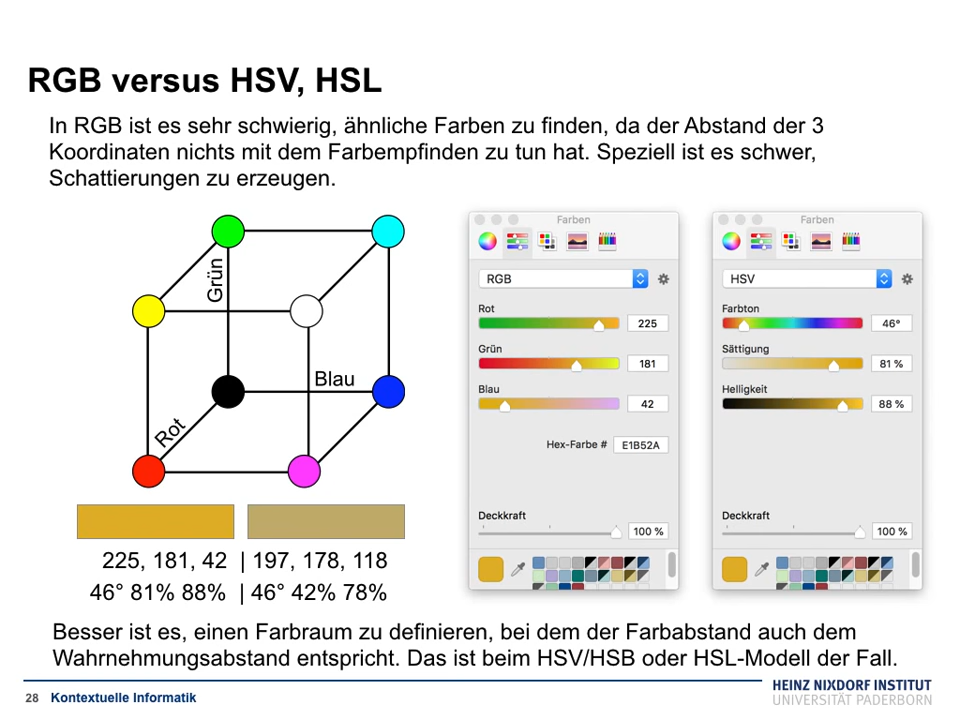 RGB versus HSV, HSL
In RGB ist es sehr schwierig, ähnliche Farben zu finden, da der Abstand der 3
Koordinaten nichts mit dem Farbempfinden zu tun hat. Speziell ist es schwer,
Schattierungen zu erzeugen.
Grün
Blau
Rot
225, 181, 42 | 197, 178, 118
46° 81% 88% | 46° 42% 78%
Farben
RGB
Rot
225
Grün
181
Blau
42
Hex-Farbe # E1B52A
Deckkraft
100 %
Farben
HSV
Farbton
46°
Sättigung
81 %
Helligkeit
88 %
Deckkraft
100 %
Besser ist es, einen Farbraum zu definieren, bei dem der Farbabstand auch dem
Wahrnehmungsabstand entspricht. Das ist beim HSV/HSB oder HSL-Modell der Fall.
28 Kontextuelle Informatik
HEINZ NIXDORF INSTITUT
UNIVERSITÄT PADERBORN